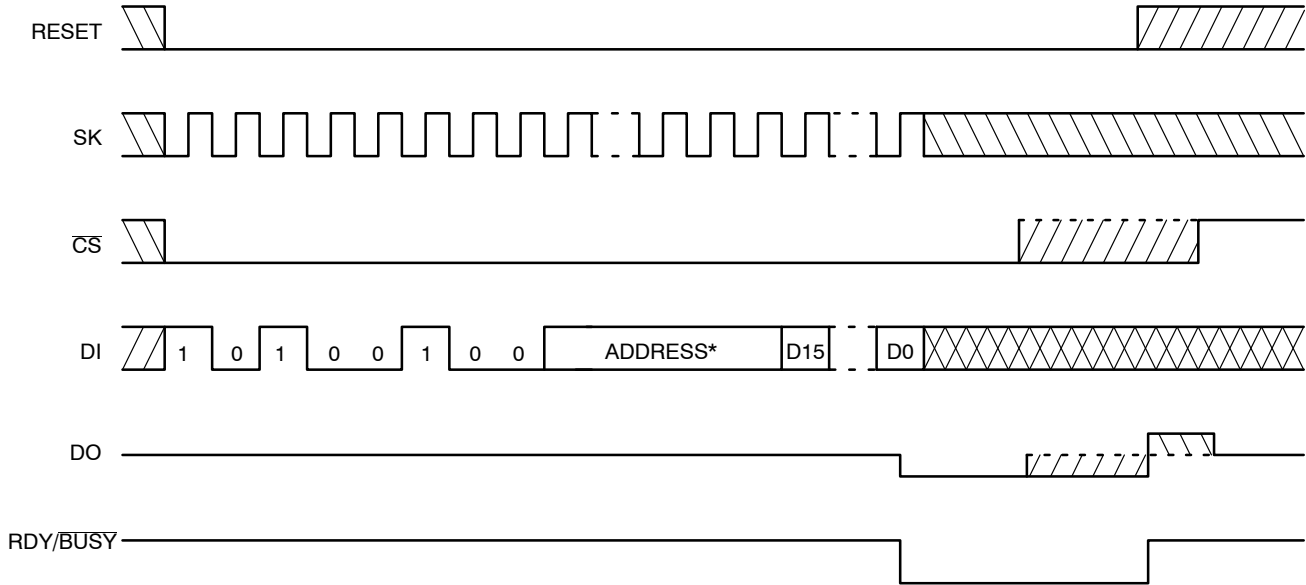 RESET
SK
CS
DI 1 0 1 0 0 1 0 0 ADDRESS* D15 D0
DO
RDY/BUSY